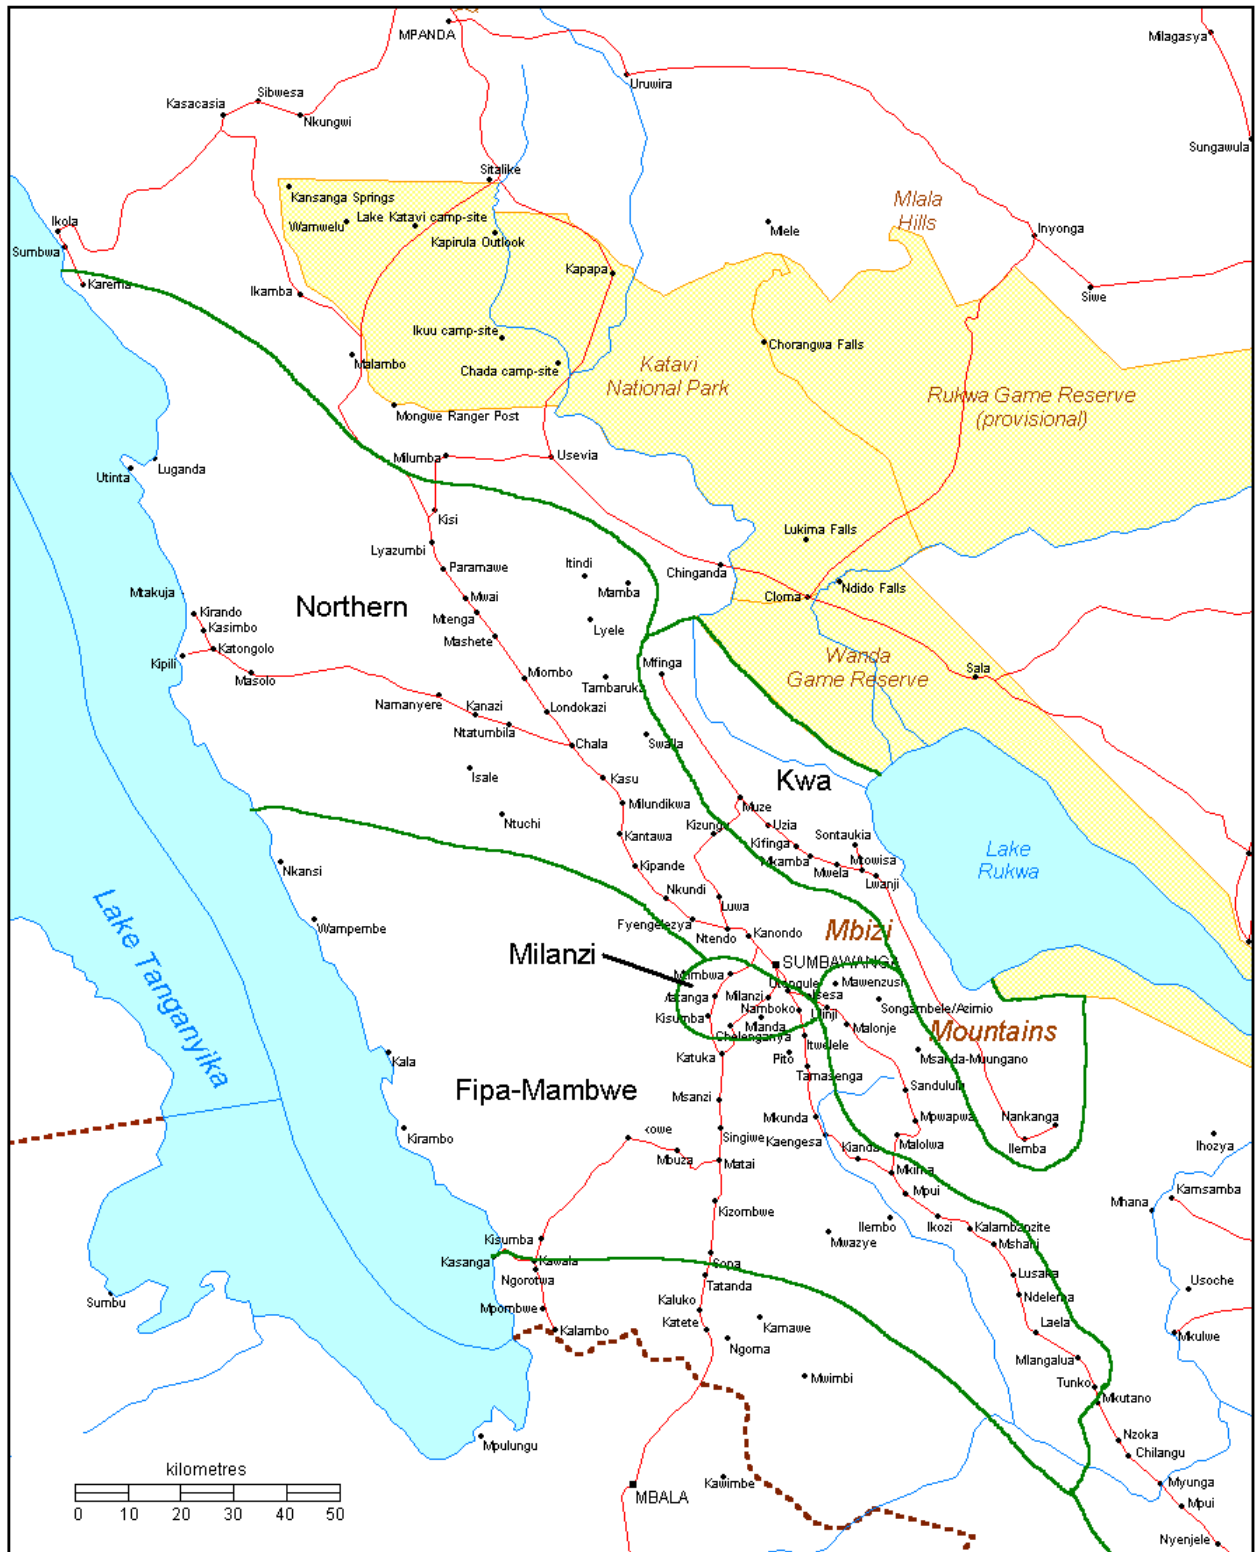 MPANDA
Milagasya
Uruwira
Sibwesa
Kasacasia
Nkungwi
Sungawula
Sitalike
Kansanga Springs
Mlala
Hills
Wamwelu
Lake Katavi camp-site
Ikola
Mlele
Inyonga
Kapirula Outlook
Sumbwa
Kapapa
Karema
Ikamba
Siwe
Ikuu camp-site
Chorangwa Falls
Malambo
Chada camp-site
Katavi
National Park
Rukwa Game Reserve
(provisional)
Mongwe Ranger Post
Milumba
Usevia
Luganda
Utinta
Kisi
Lukima Falls
Lyazumbi
Itindi
Paramawe
Chinganda
Mamba
Ndido Falls
Mtakuja
Northern
Mwai
Cloma
Kirando
Mtenga
Kasimbo
Lyele
Mashete
Katongolo
Wanda
Game Reserve
Kipili
Mfinga
Sala
Masolo
Miombo
Tambaruka
Namanyere
Kanazi
Londokazi
Ntatumbila
Chala
Swalla
Isale
Kasu
Kwa
Milundikwa
Muze
Ntuchi
Uzia
Kizungu
Kantawa
Sontaukia
Kifinga
Lake
Rukwa
Mkamba
Mtowisa
Kipande
Mwela
Nkansi
Lwanji
Nkundi
Luwa
Lake Tanganyika
Wampembe
Fyengelezya
Ntendo
Kanondo
Mbizi
Milanzi
SUMBAWANGA
Mawenzusi
Milanzi
Isesa
Kisumba
Namboko
Ulinji
Songambele/Azimio
Mlanda
Malonje
Mountains
Chelenganya
Itwelele
Katuka
Pito
Msanda-Muungano
Kala
Tamasenga
Fipa-Mambwe
Sandulula
Msanzi
Mkunda
Mpwapwa
Nankanga
Kirambo
Singiwe
Kaengesa
Malolwa
Ilemba
Ihozya
Mbuza
Matai
Kianda
Mkima
Mpui
Kamsamba
Mhana
Kizombwe
Ilembo
Ikozi
Kalambanzite
Mwazye
Kisumba
Mshani
Kasanga
Kawala
Sopa
Ngorotwa
Tatanda
Lusaka
Usoche
Sumbu
Ndelema
Mpombwe
Kaluko
Kalambo
Katete
Kamawe
Laela
Mkulwe
Ngoma
Mlangalua
Mwimbi
Tunko
Mkutano
Mpulungu
Nzoka
Chilangu
kilometres
Kawimbe
Myunga
MBALA
Mpui
0 10 20 30 40 50
Nyenjele